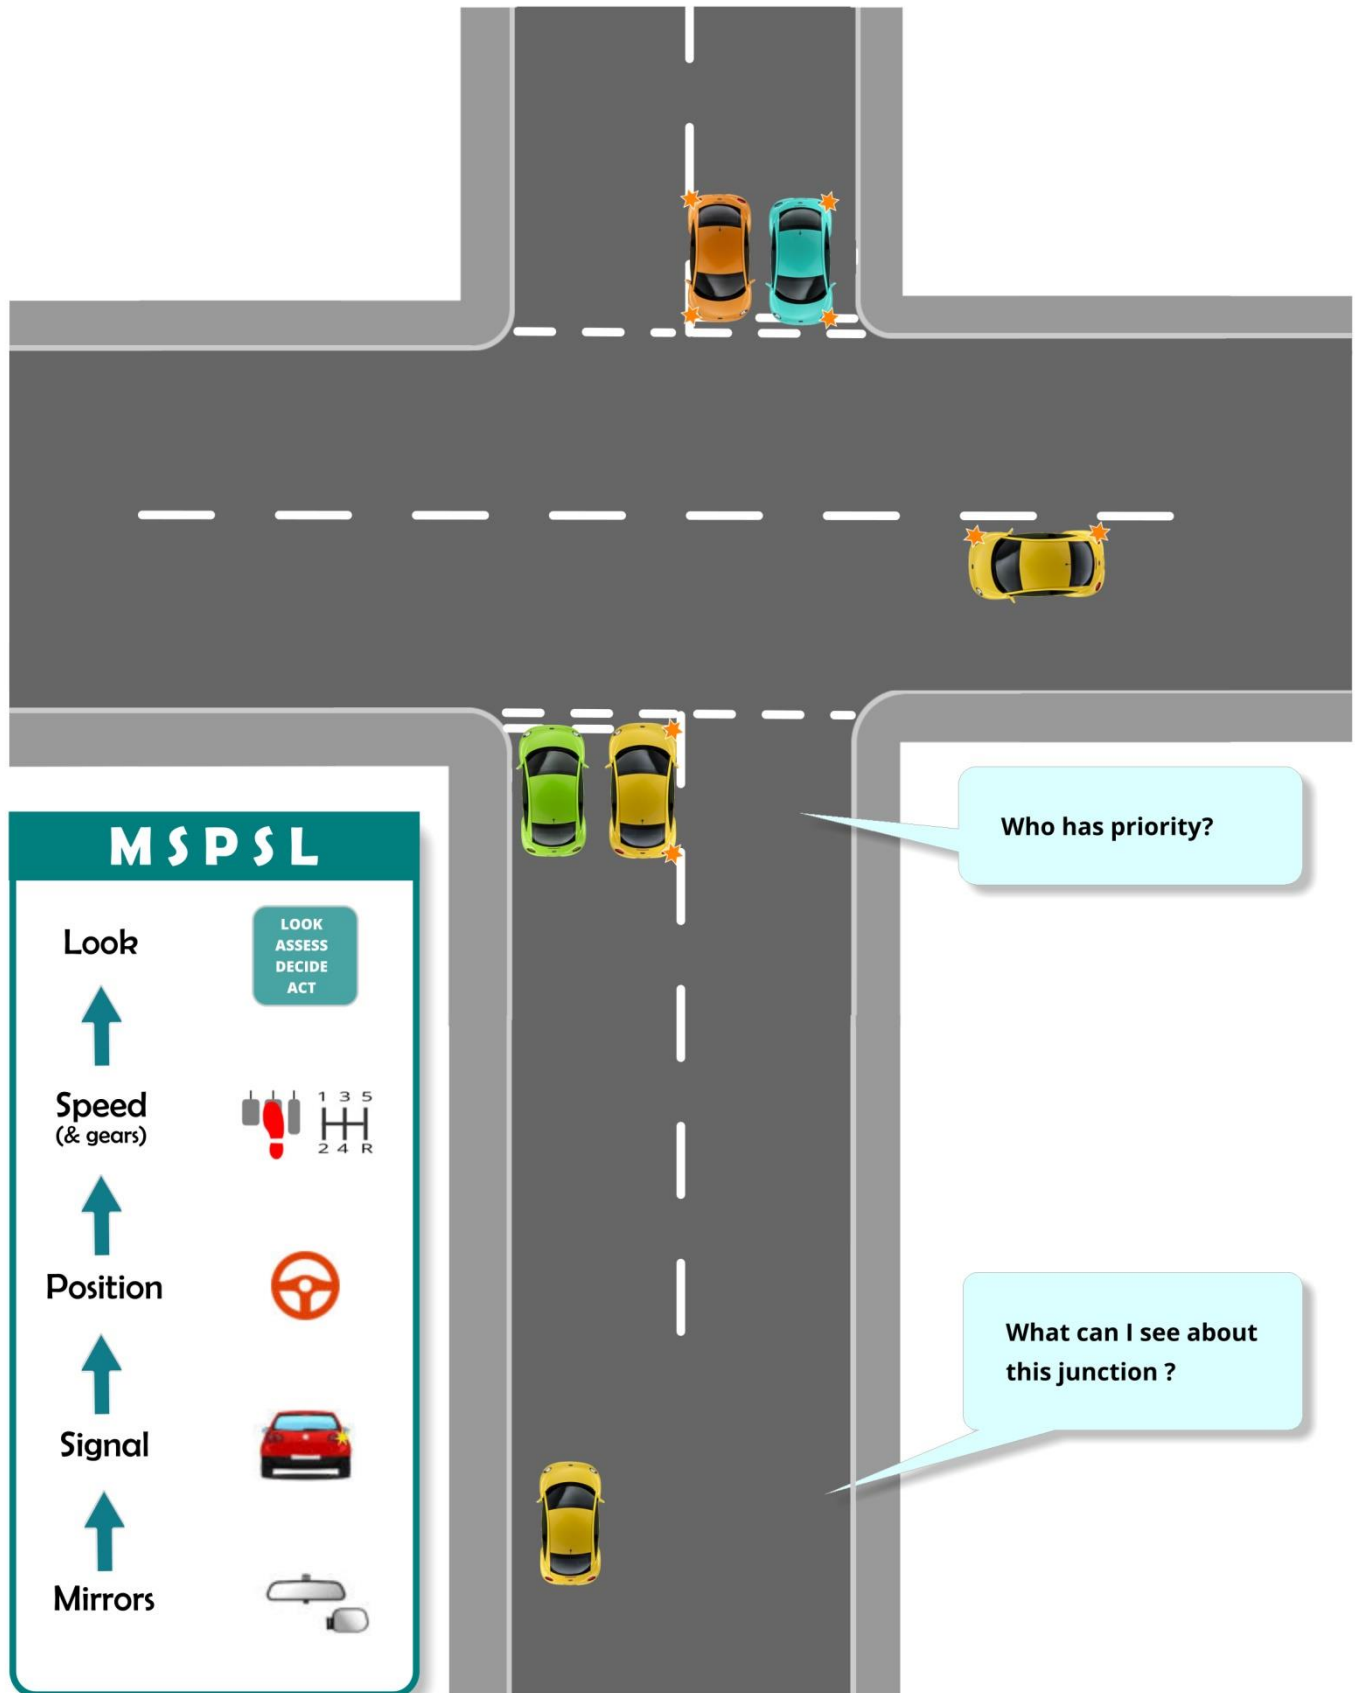 MSPSL
Look
LOOK
ASSESS
DECIDE
ACT
Speed
(& gears)
1 3 5
2 4 R
Position
Signal
Mirrors
Who has priority?
What can I see about
this junction ?